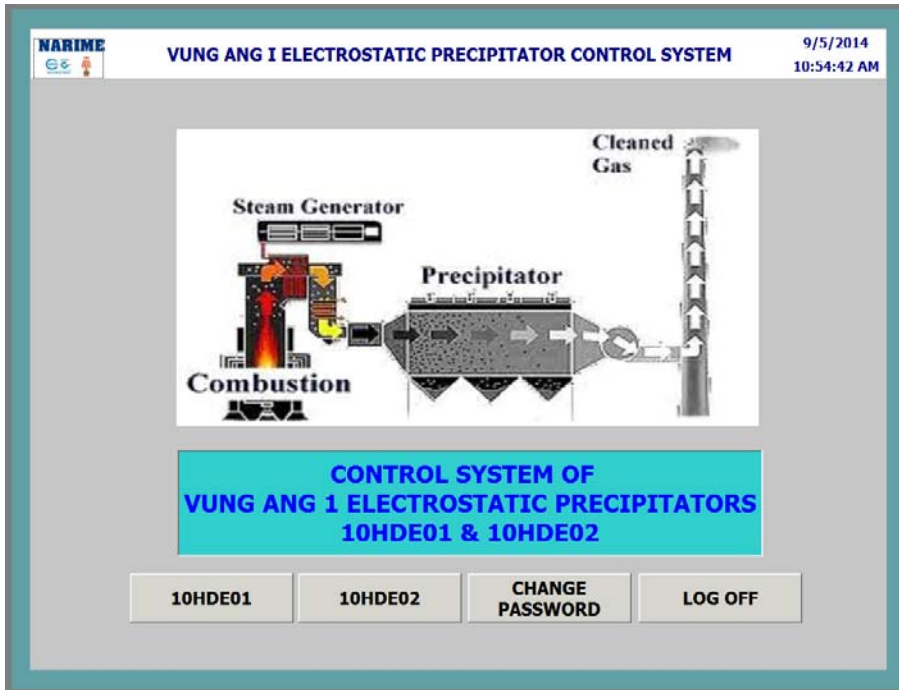 NARIME
VUNG ANG I ELECTROSTATIC PRECIPITATOR CONTROL SYSTEM
9/5/2014
10:54:42 AM
Cleaned
Gas
Steam Generator
Precipitator
Combustion
CONTROL SYSTEM OF
VUNG ANG 1 ELECTROSTATIC PRECIPITATORS
10HDE01 & 10HDE02
10HDE01
10HDE02
CHANGE
PASSWORD
LOG OFF